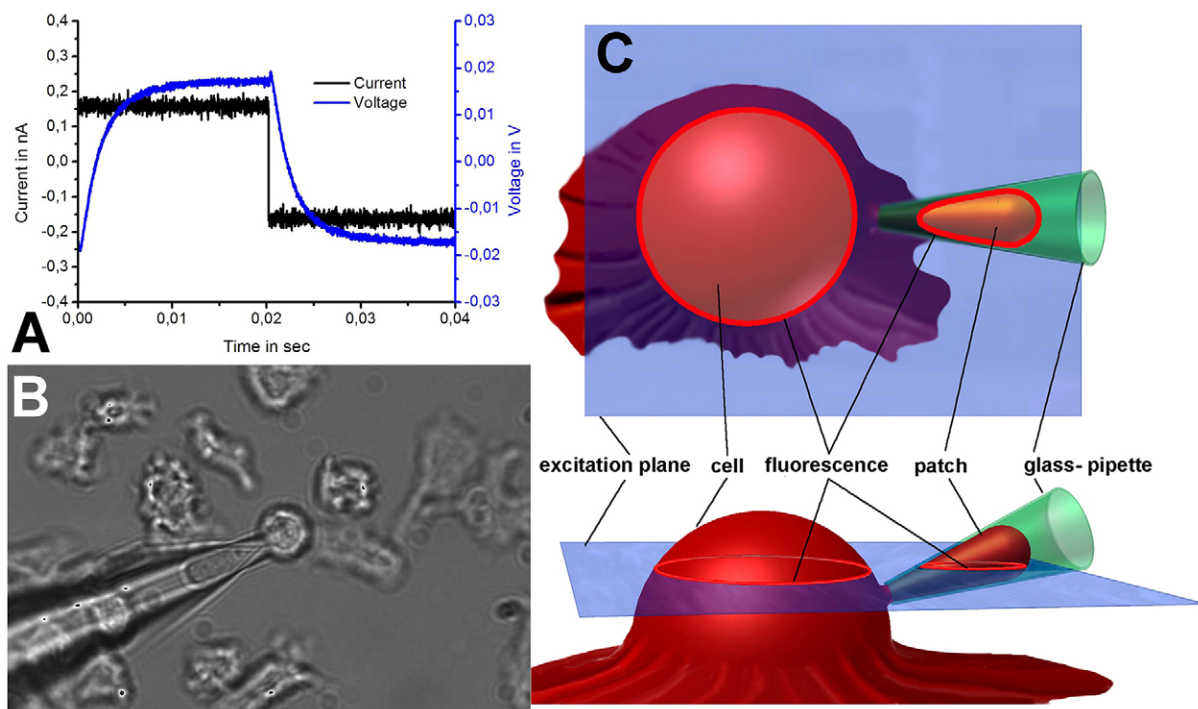 A
0,4
0,3
0,2
0,1
0,0
-0,1
-0,2
-0,3
-0,4
Current in nA
0,03
0,02
0,01
0,00
-0,01
-0,02
-0,03
Voltage in V
Current
Voltage
0,00 0,01 0,02 0,03 0,04
Time in sec
B
C
excitation plane cell fluorescence patch glass- pipette